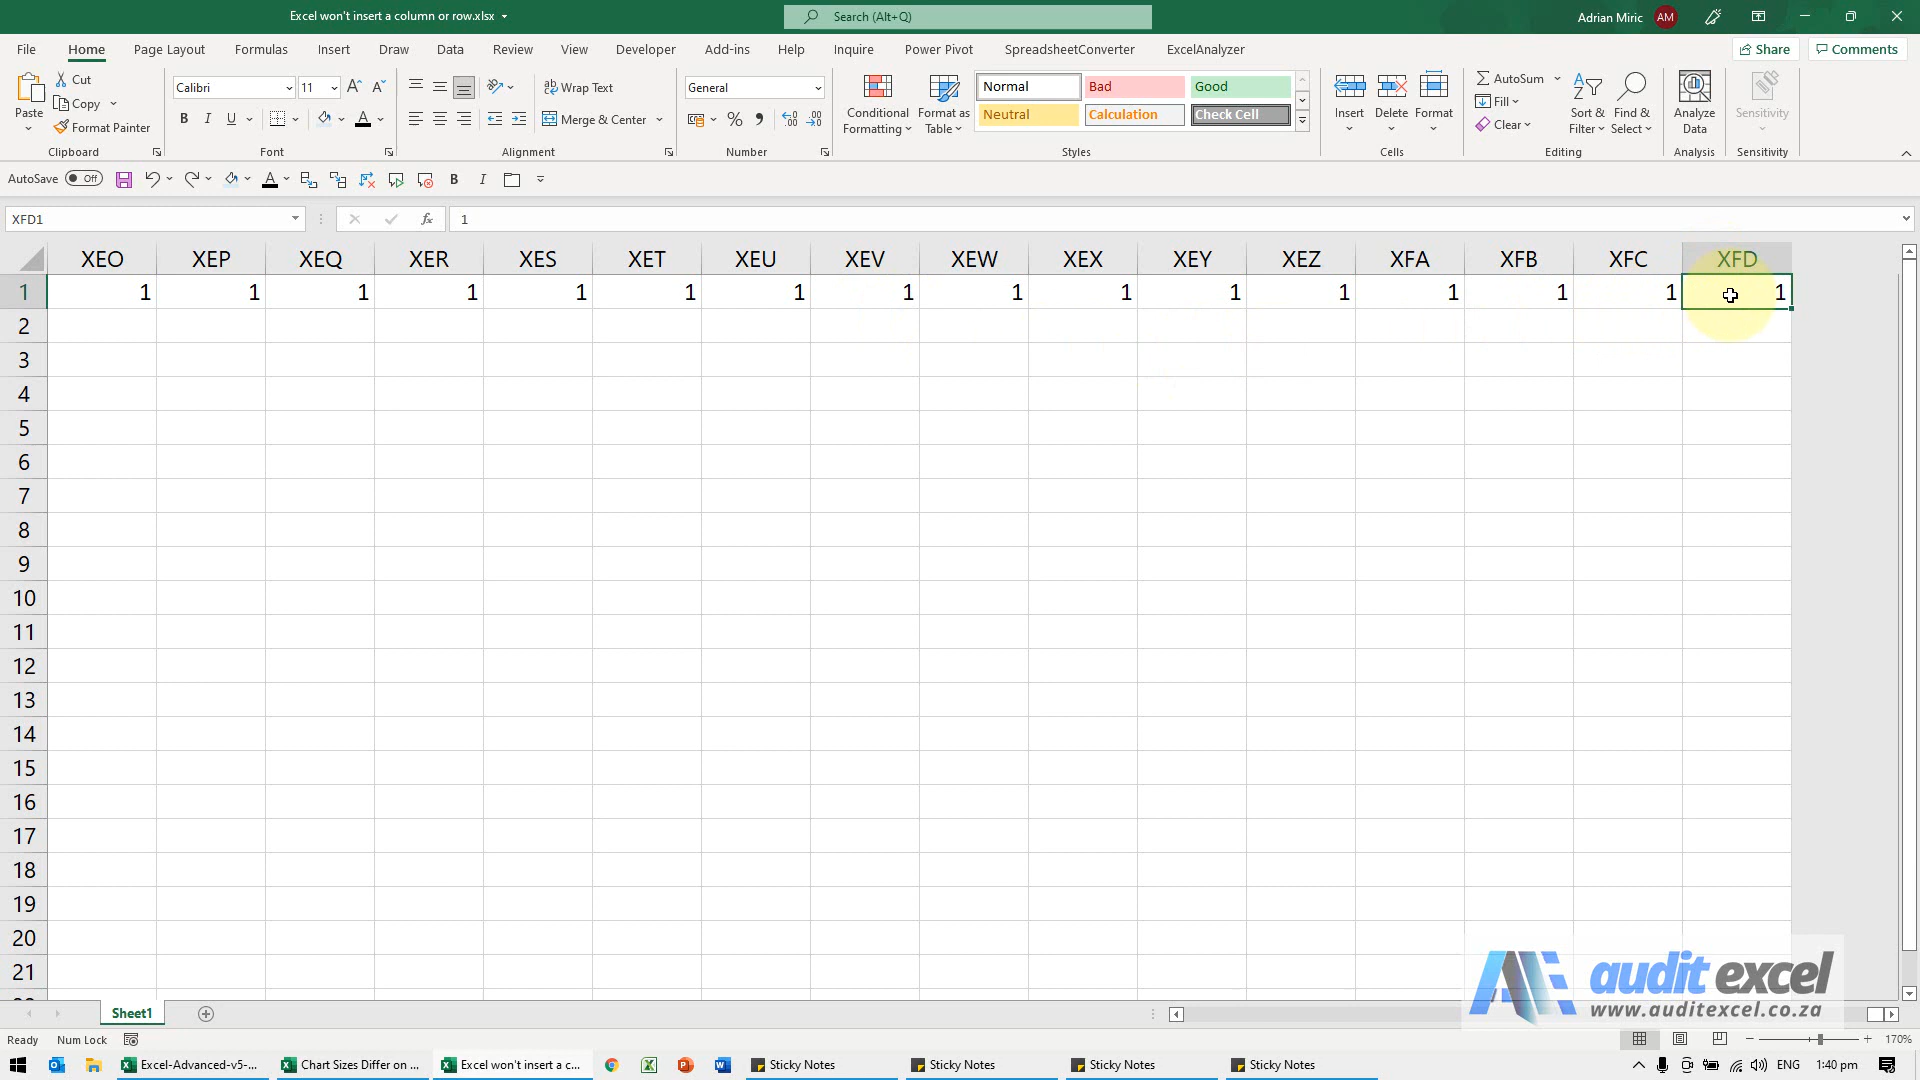 Excel won't insert a column or row.xlsx
Search (Alt+Q)
Adrian Miric AM
File Home Page Layout Formulas Insert Draw Data Review View Developer Add-ins Help Inquire Power Pivot SpreadsheetConverter ExcelAnalyzer Share Comments
Paste Cut Copy Format Painter Clipboard
Calibri 11 A A B I U A Font
ab Wrap Text Merge & Center Alignment
General % Number
Conditional Formatting Format as Table Normal Bad Good Neutral Calculation Check Cell Styles
Insert Delete Format Cells
AutoSum Fill Clear Sort & Filter Find & Select Editing
Analyze Data Analysis
Sensitivity Sensitivity
AutoSave Off A B I
XFD1 fx 1
XEO XEP XEQ XER XES XET XEU XEV XEW XEX XEY XEZ XFA XFB XFC XFD
1 1 1 1 1 1 1 1 1 1 1 1 1 1 1 1 1
2
3
4
5
6
7
8
9
10
11
12
13
14
15
16
17
18
19
20
21
audit excel
www.auditexcel.co.za
Sheet1
Ready Num Lock 170%
Excel-Advanced-v5-... Chart Sizes Differ on ... Excel won't insert a c... Sticky Notes Sticky Notes Sticky Notes Sticky Notes ENG 1:40 pm